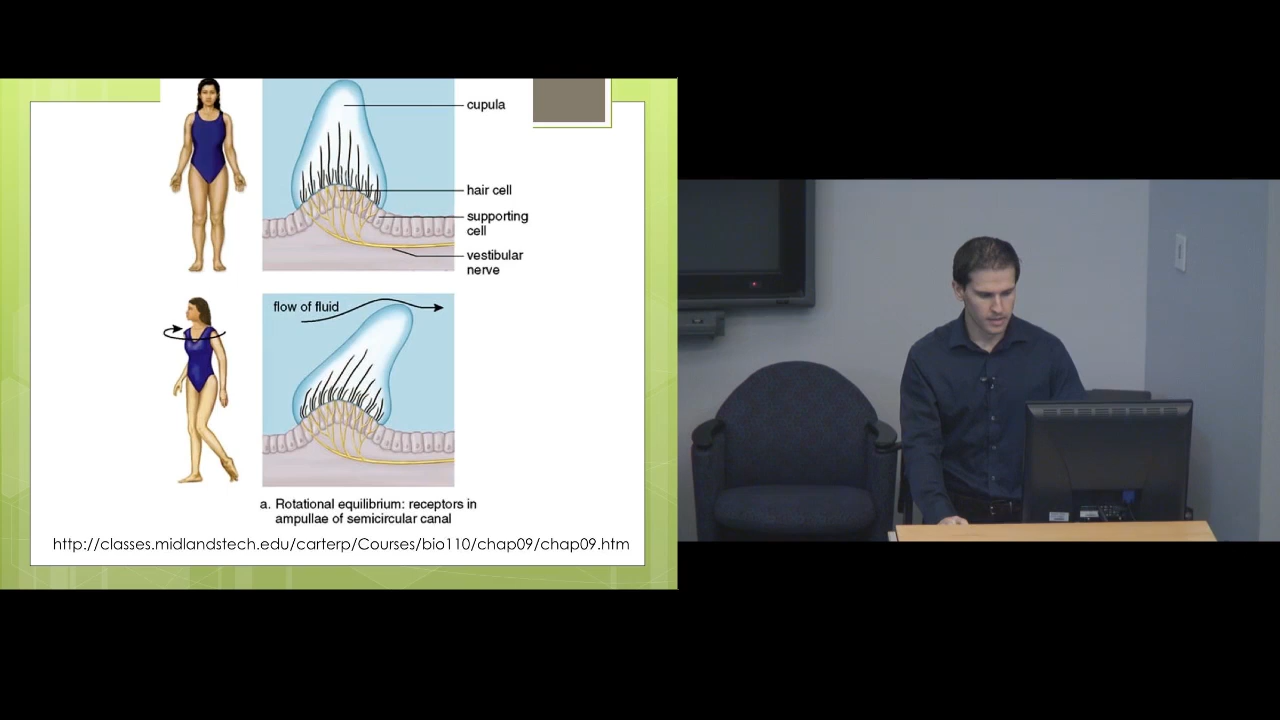 cupula
hair cell
supporting
cell
vestibular
nerve
flow of fluid
a. Rotational equilibrium: receptors in
ampullae of semicircular canal
http://classes.midlandstech.edu/carterp/Courses/bio110/chap09/chap09.htm